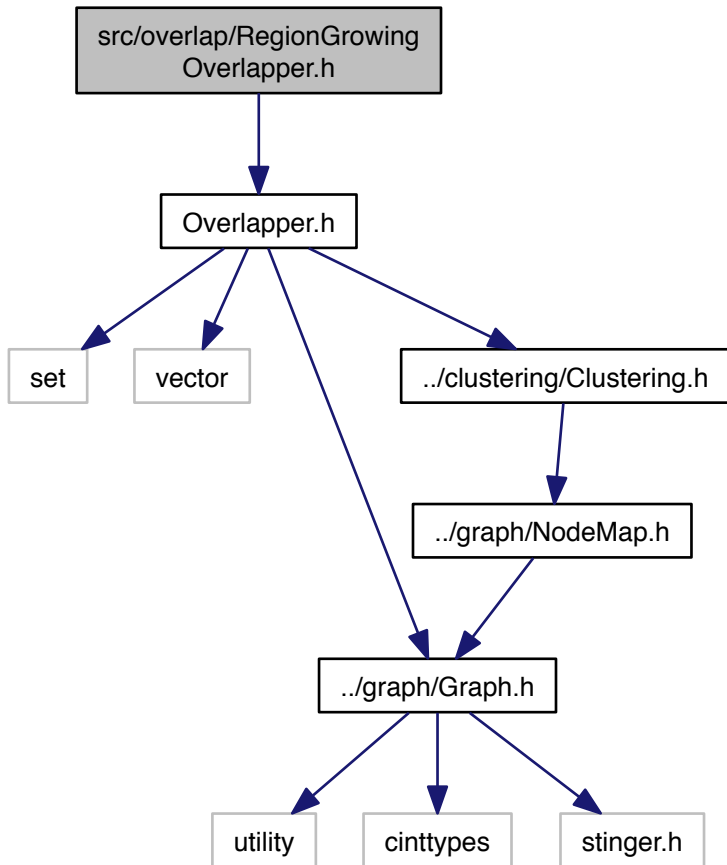 src/overlap/RegionGrowing
Overlapper.h
Overlapper.h
set
vector
../clustering/Clustering.h
../graph/NodeMap.h
../graph/Graph.h
utility
cinttypes
stinger.h